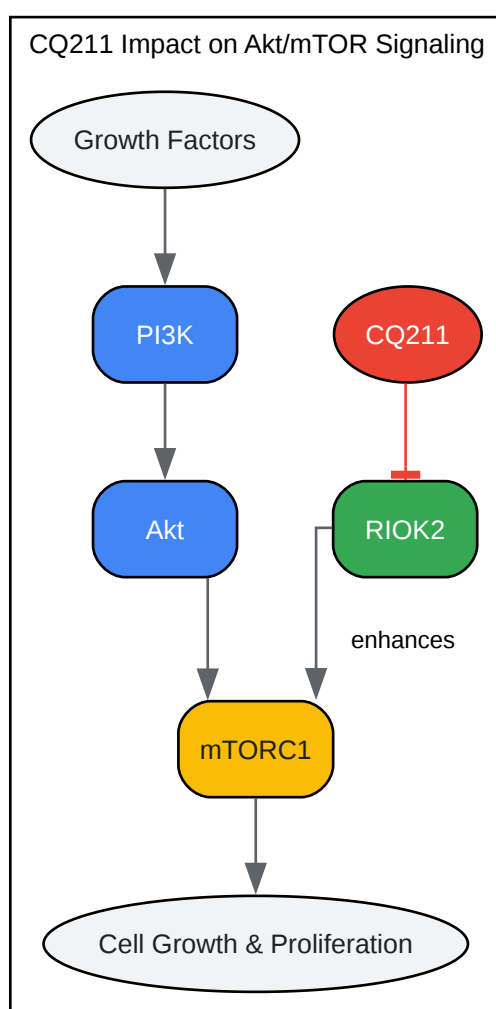 CQ211 Impact on Akt/mTOR Signaling
Growth Factors
PI3K
CQ211
Akt
RIOK2
enhances
mTORC1
Cell Growth & Proliferation